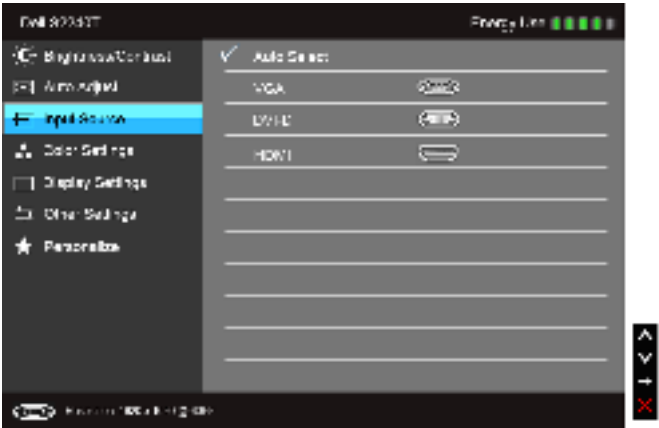 Dell S2240T
Energy Use
Brightness/Contrast
Auto Adjust
Input Source
Color Settings
Display Settings
Other Settings
Personalize
Auto Select
VGA
DVI-D
HDMI